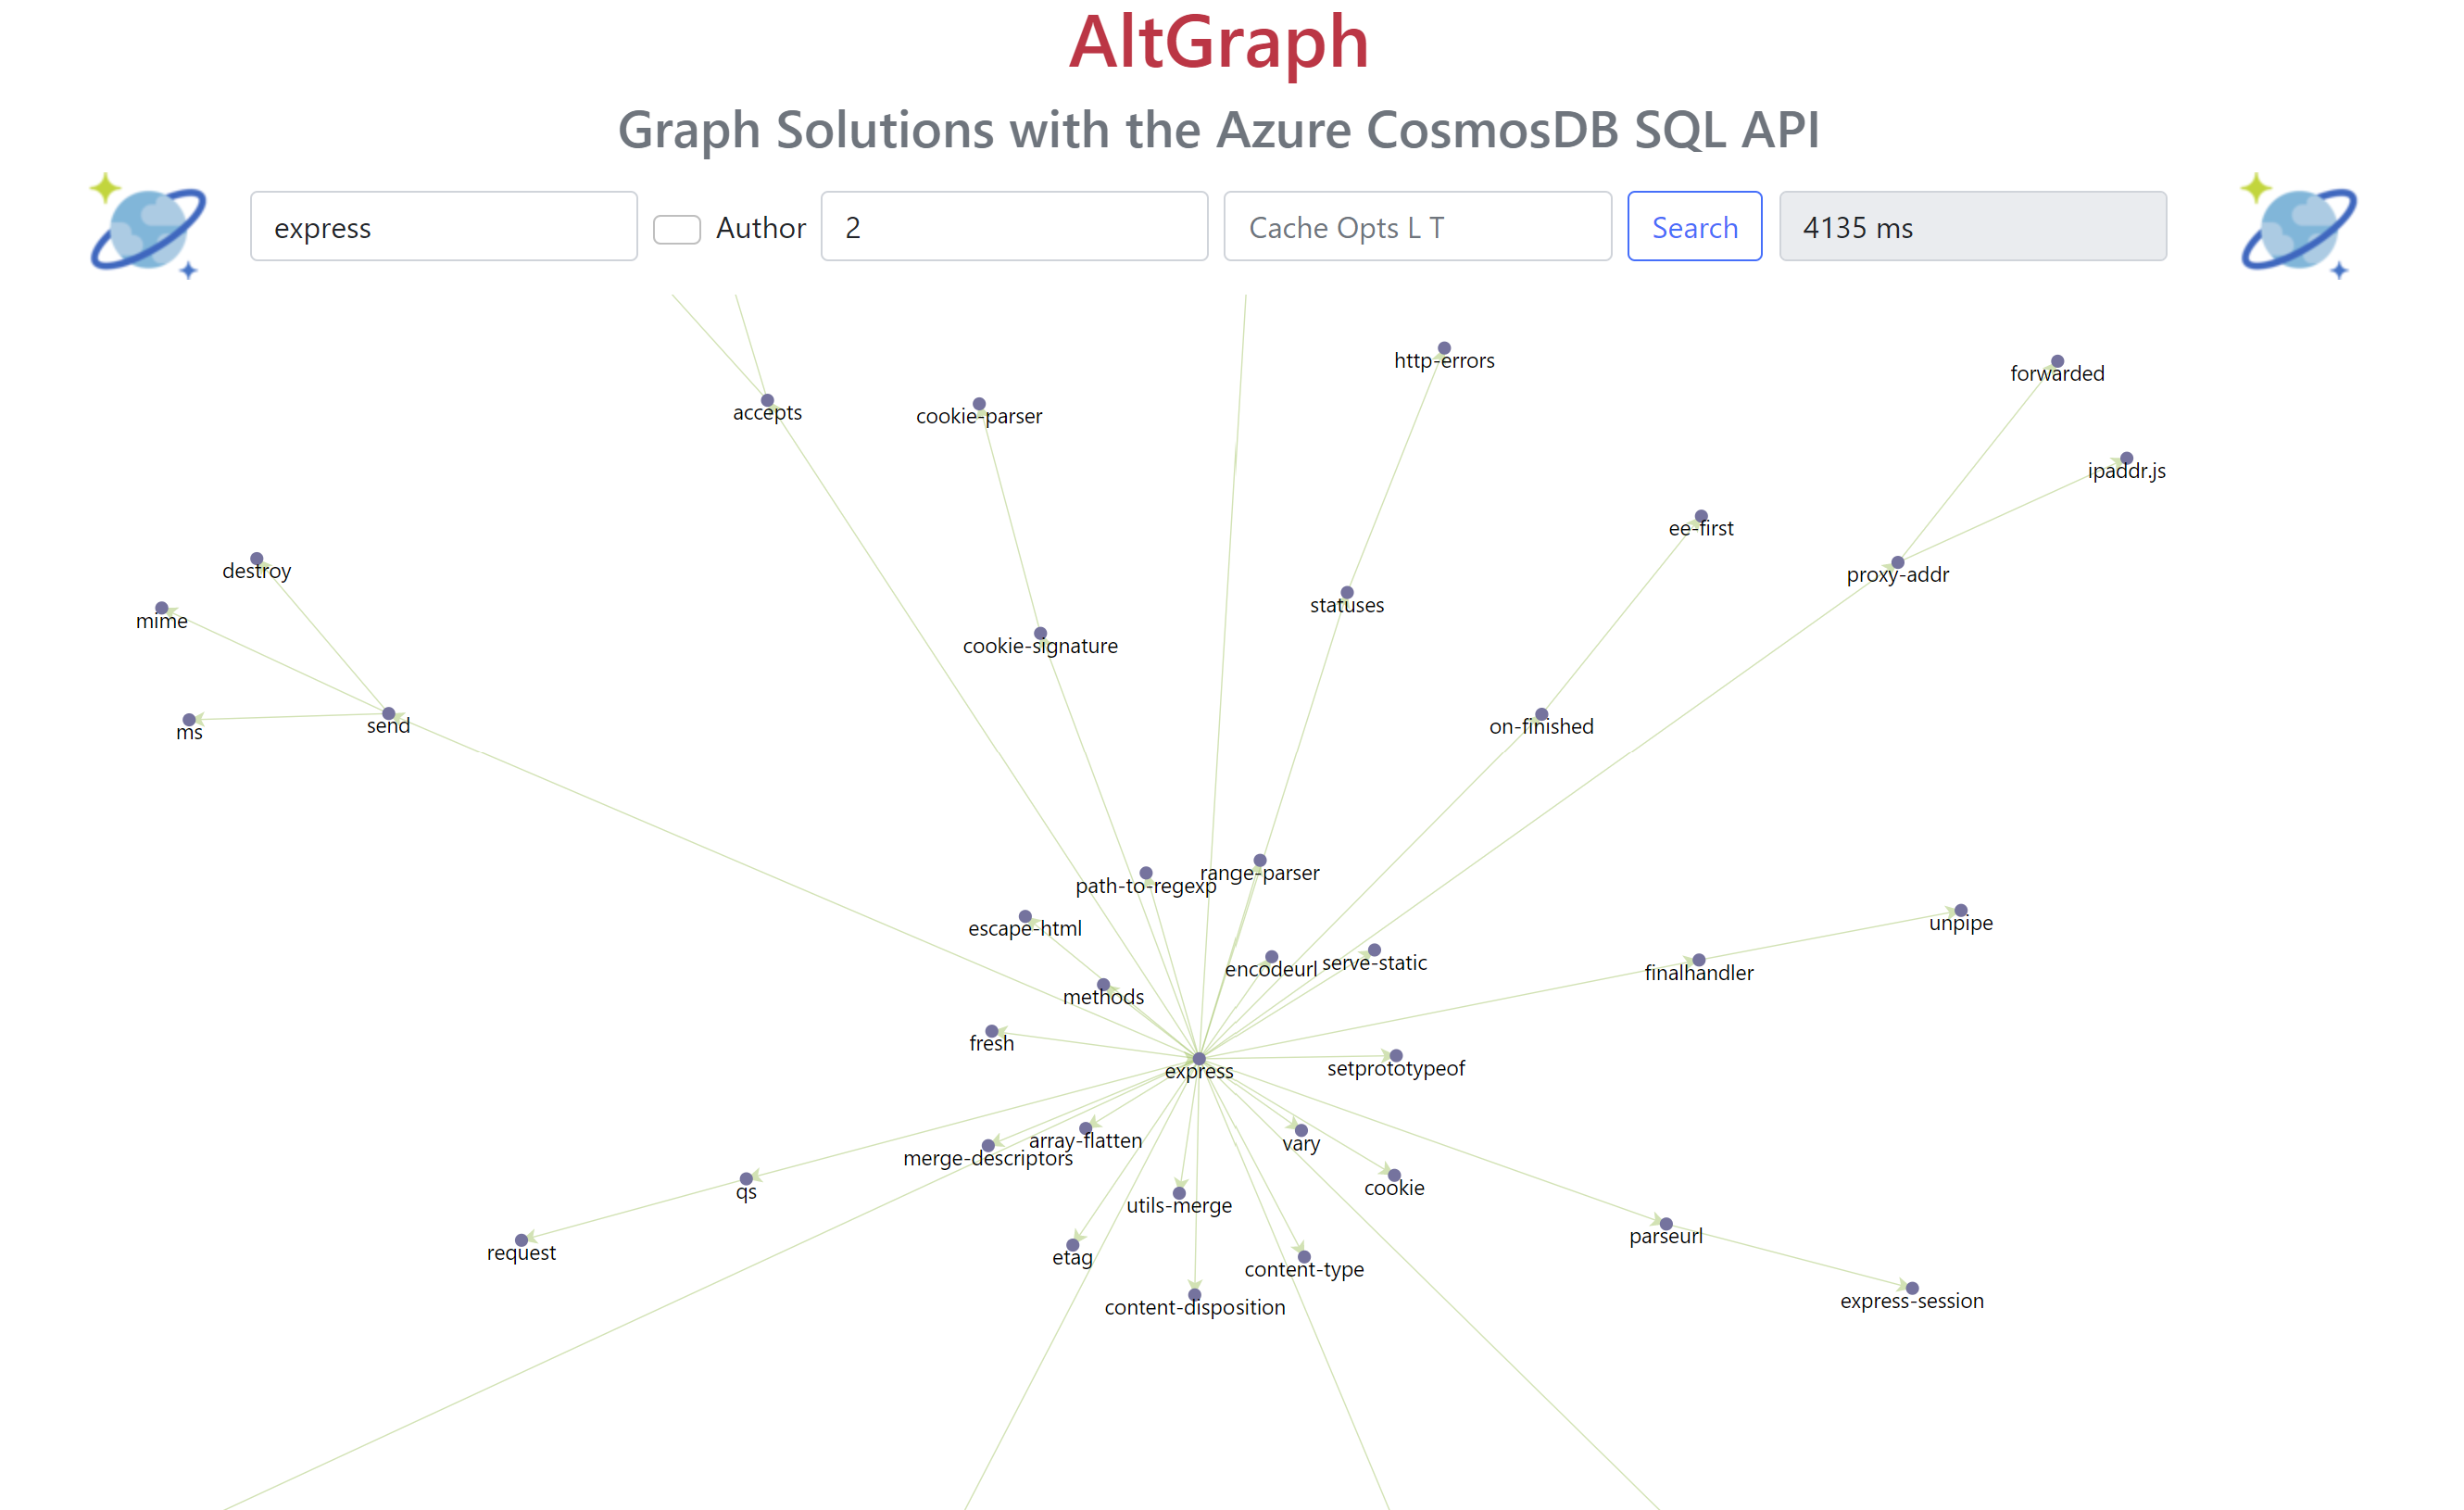 AltGraph
Graph Solutions with the Azure CosmosDB SQL API
express
Author
2
Cache Opts L T
Search
4135 ms
http-errors
forwarded
accepts
cookie-parser
ipaddr.js
ee-first
destroy
proxy-addr
statuses
mime
cookie-signature
send
on-finished
ms
range-parser
path-to-regexp
unpipe
escape-html
serve-static
encodeurl
finalhandler
methods
fresh
setprototypeof
express
array-flatten
vary
merge-descriptors
cookie
qs
utils-merge
parseurl
request
etag
content-type
express-session
content-disposition